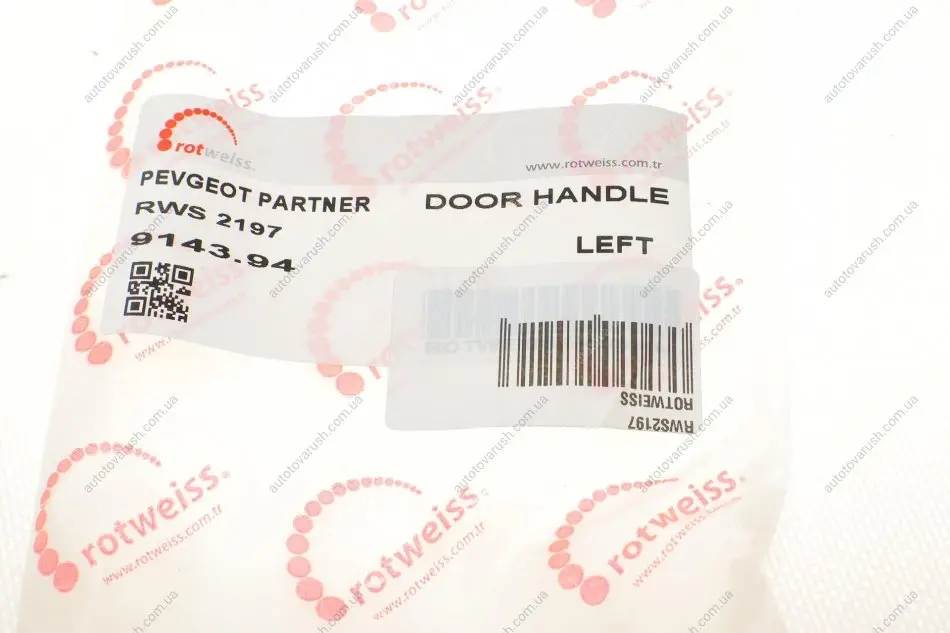 rotweiss.
www.rotweiss.com.tr
PEVGEOT PARTNER
DOOR HANDLE
RWS 2197
LEFT
9143.94
ROTWEISS
RWS2197
rotweiss.
www.rotweiss.com.tr
rotweiss.
www.rotweiss.com.tr
rotweiss.
www.rotweiss.com.tr
autotovarush.com.ua